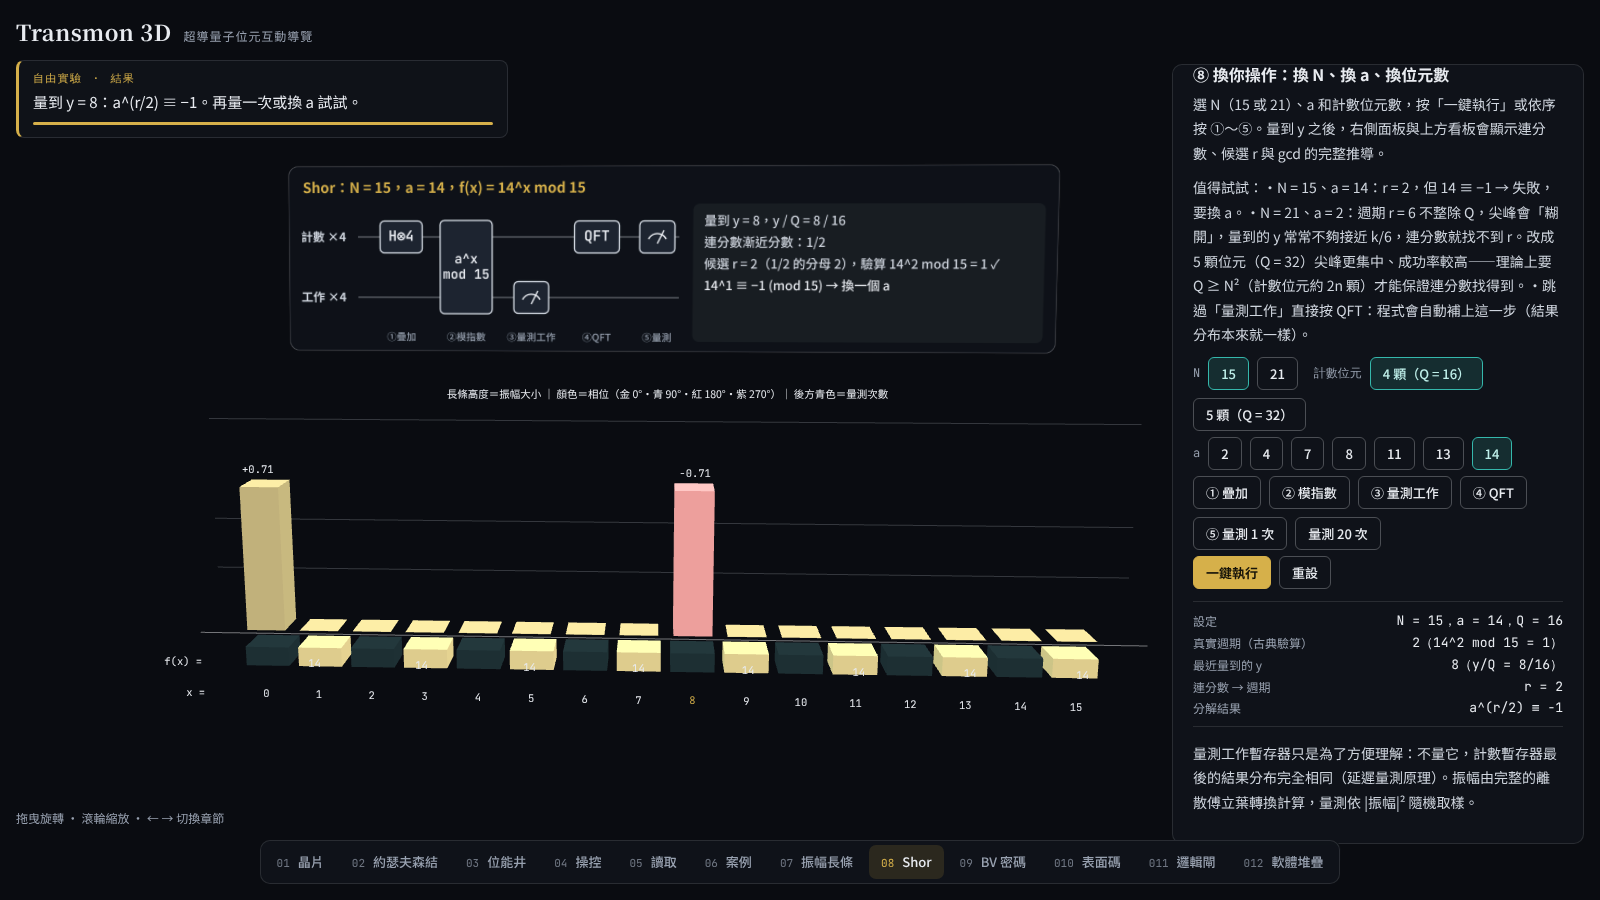 Transmon 3D 超導量子位元互動導覽
自由實驗 · 結果
量到 y = 8：a^(r/2) ≡ −1。再量一次或換 a 試試。
Shor：N = 15，a = 14，f(x) = 14^x mod 15
計數 ×4
H⊗4
a^x
mod 15
QFT
工作 ×4
①疊加 ②模指數 ③量測工作 ④QFT ⑤量測
量到 y = 8，y / Q = 8 / 16
連分數漸近分數：1/2
候選 r = 2（1/2 的分母 2），驗算 14^2 mod 15 = 1 ✓
14^1 ≡ −1 (mod 15) → 換一個 a
長條高度＝振幅大小 ｜ 顏色＝相位（金 0°・青 90°・紅 180°・紫 270°） ｜ 後方青色＝量測次數
+0.71
-0.71
f(x) =
14 14 14 14 14 14 14 14
x =
0 1 2 3 4 5 6 7 8 9 10 11 12 13 14 15
拖曳旋轉 · 滾輪縮放 · ← → 切換章節
⑧ 換你操作：換 N、換 a、換位元數
選 N（15 或 21）、a 和計數位元數，按「一鍵執行」或依序
按 ①～⑤。量到 y 之後，右側面板與上方看板會顯示連分
數、候選 r 與 gcd 的完整推導。
值得試試：・N = 15、a = 14：r = 2，但 14 ≡ −1 → 失敗，
要換 a。・N = 21、a = 2：週期 r = 6 不整除 Q，尖峰會「糊
開」，量到的 y 常常不夠接近 k/6，連分數就找不到 r。改成
5 顆位元（Q = 32）尖峰更集中、成功率較高——理論上要
Q ≥ N²（計數位元約 2n 顆）才能保證連分數找得到。・跳
過「量測工作」直接按 QFT：程式會自動補上這一步（結果
分布本來就一樣）。
N 15 21 計數位元 4 顆（Q = 16）
5 顆（Q = 32）
a 2 4 7 8 11 13 14
① 疊加 ② 模指數 ③ 量測工作 ④ QFT
⑤ 量測 1 次 量測 20 次
一鍵執行 重設
設定 N = 15，a = 14，Q = 16
真實週期（古典驗算） 2（14^2 mod 15 = 1）
最近量到的 y 8（y/Q = 8/16）
連分數 → 週期 r = 2
分解結果 a^(r/2) ≡ -1
量測工作暫存器只是為了方便理解：不量它，計數暫存器最
後的結果分布完全相同（延遲量測原理）。振幅由完整的離
散傅立葉轉換計算，量測依 |振幅|² 隨機取樣。
01 晶片 02 約瑟夫森結 03 位能井 04 操控 05 讀取 06 案例 07 振幅長條 08 Shor 09 BV 密碼 010 表面碼 011 邏輯閘 012 軟體堆疊